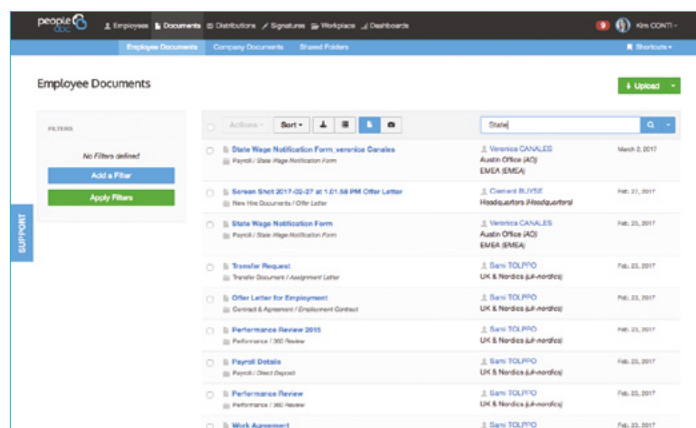 people doc Employees Documents Distributions Signatures Workplace Dashboards 9 Kim CONTI
Employee Documents Company Documents Shared Folders Shortcuts
Employee Documents
Upload
FILTERS
No Filters defined
Add a Filter
Apply Filters
SUPPORT
Actions Sort State
State Wage Notification Form, veronica Canales Veronica CANALES March 2, 2017
Payroll / State Wage Notification Form Austin Office (AO)
EMEA (EMEA)
Screen Shot 2017-02-27 at 1.01.58 PM Offer Letter Clement BUYSE Feb. 27, 2017
New Hire Documents / Offer Letter Headquarters (Headquarters)
State Wage Notification Form Veronica CANALES Feb. 23, 2017
Payroll / State Wage Notification Form Austin Office (AO)
EMEA (EMEA)
Transfer Request Sami TOLPPO Feb. 23, 2017
Transfer Document / Assignment Letter UK & Nordics (uk-nordics)
Offer Letter for Employment Sami TOLPPO Feb. 23, 2017
Contract & Agreement / Employment Contract UK & Nordics (uk-nordics)
Performance Review 2015 Sami TOLPPO Feb. 23, 2017
Performance / 360 Review UK & Nordics (uk-nordics)
Payroll Details Sami TOLPPO Feb. 23, 2017
Payroll / Direct Deposit UK & Nordics (uk-nordics)
Performance Review Sami TOLPPO Feb. 23, 2017
Performance / 360 Review UK & Nordics (uk-nordics)
Work Agreement Sami TOLPPO Feb. 23, 2017